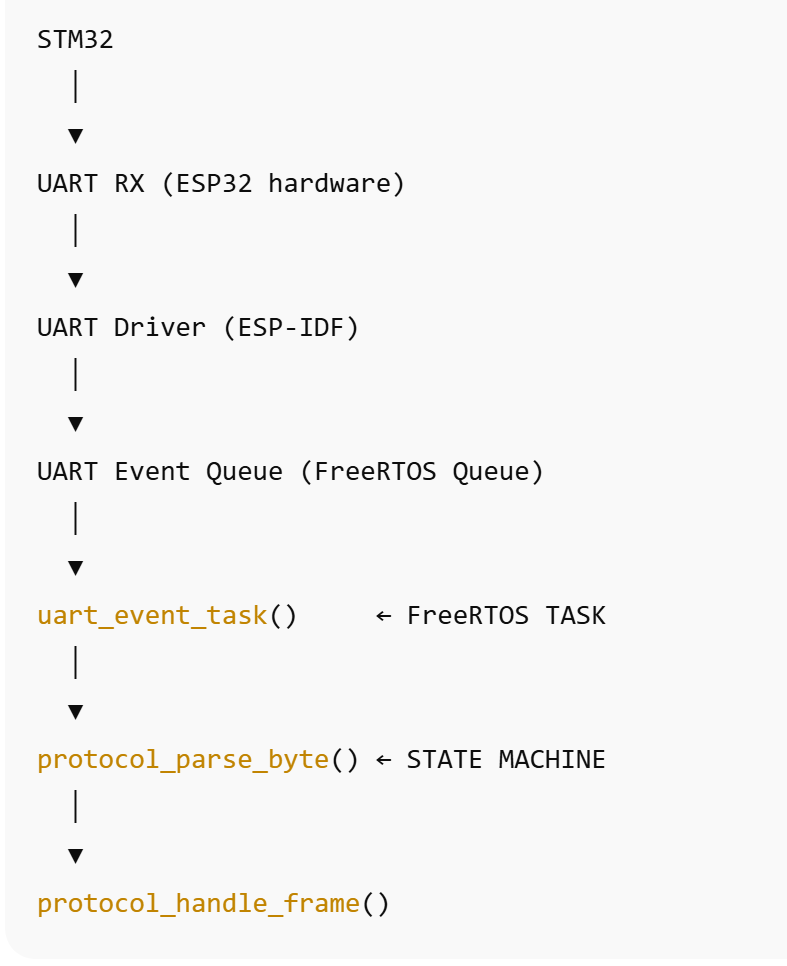 STM32
│
▼
UART RX (ESP32 hardware)
│
▼
UART Driver (ESP-IDF)
│
▼
UART Event Queue (FreeRTOS Queue)
│
▼
uart_event_task()     ← FreeRTOS TASK
│
▼
protocol_parse_byte() ← STATE MACHINE
│
▼
protocol_handle_frame()